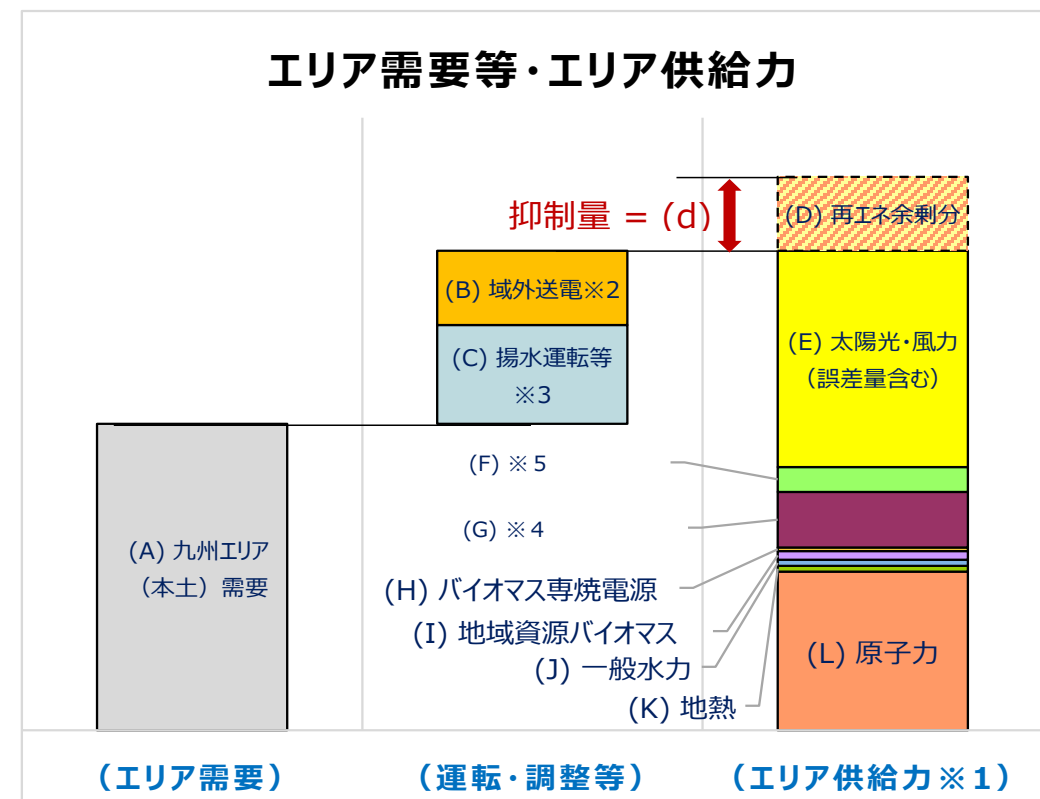 エリア需要等・エリア供給力
抑制量 = (d)
(D) 再エネ余剰分
(B) 域外送電※2
(C) 揚水運転等
※3
(E) 太陽光・風力
（誤差量含む）
(F) ※５
(G) ※４
(A) 九州エリア
（本土）需要
(H) バイオマス専焼電源
(I) 地域資源バイオマス
(J) 一般水力
(K) 地熱
(L) 原子力
（エリア需要）
（運転・調整等）
（エリア供給力※１）